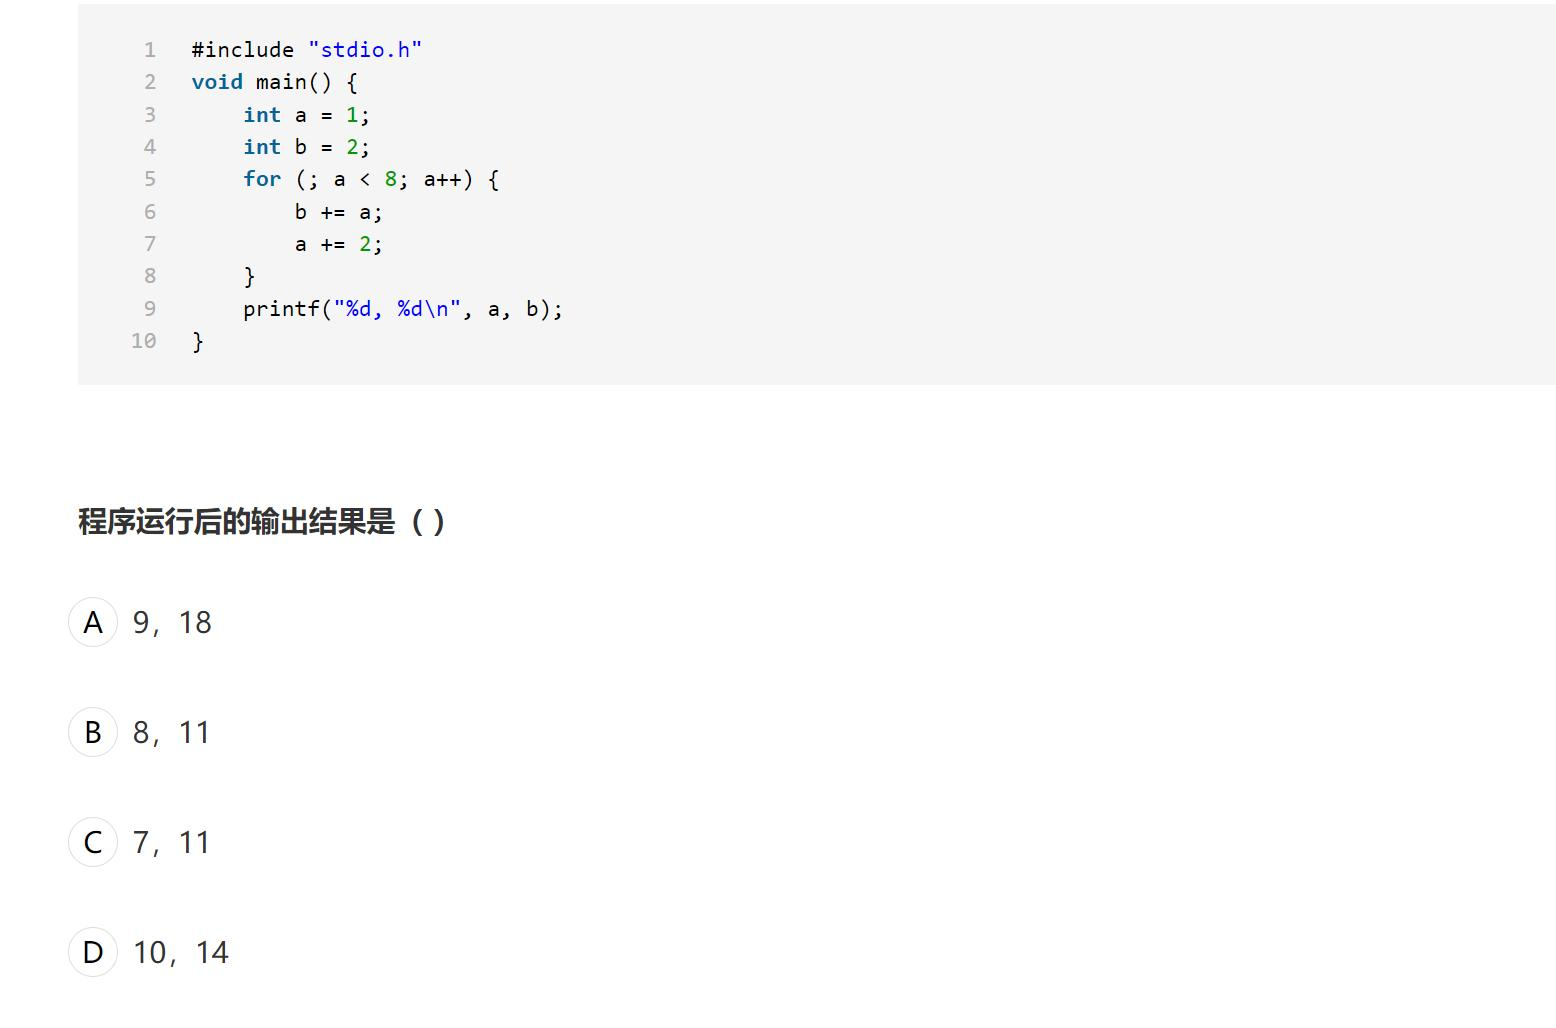 1 #include "stdio.h"
2 void main() {
3     int a = 1;
4     int b = 2;
5     for (; a < 8; a++) {
6         b += a;
7         a += 2;
8     }
9     printf("%d, %d\n", a, b);
10 }
程序运行后的输出结果是（ ）
A 9，18
B 8，11
C 7，11
D 10，14